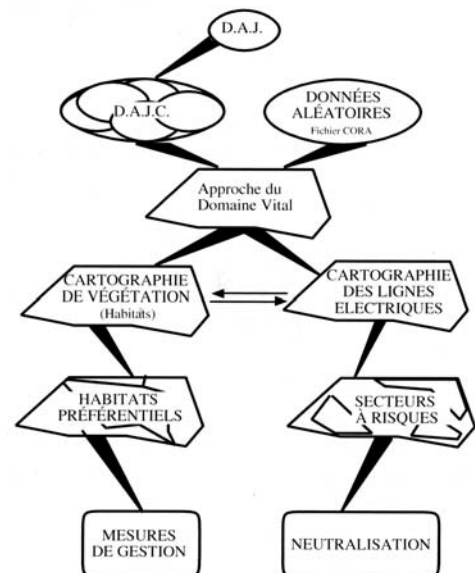 D.A.J.
D.A.J.C.
DONNÉES
ALÉATOIRES
Fichier CORA
Approche du
Domaine Vital
CARTOGRAPHIE
DE VÉGÉTATION
(Habitats)
CARTOGRAPHIE
DES LIGNES
ELECTRIQUES
HABITATS
PRÉFÉRENTIELS
SECTEURS
À RISQUES
MESURES
DE GESTION
NEUTRALISATION